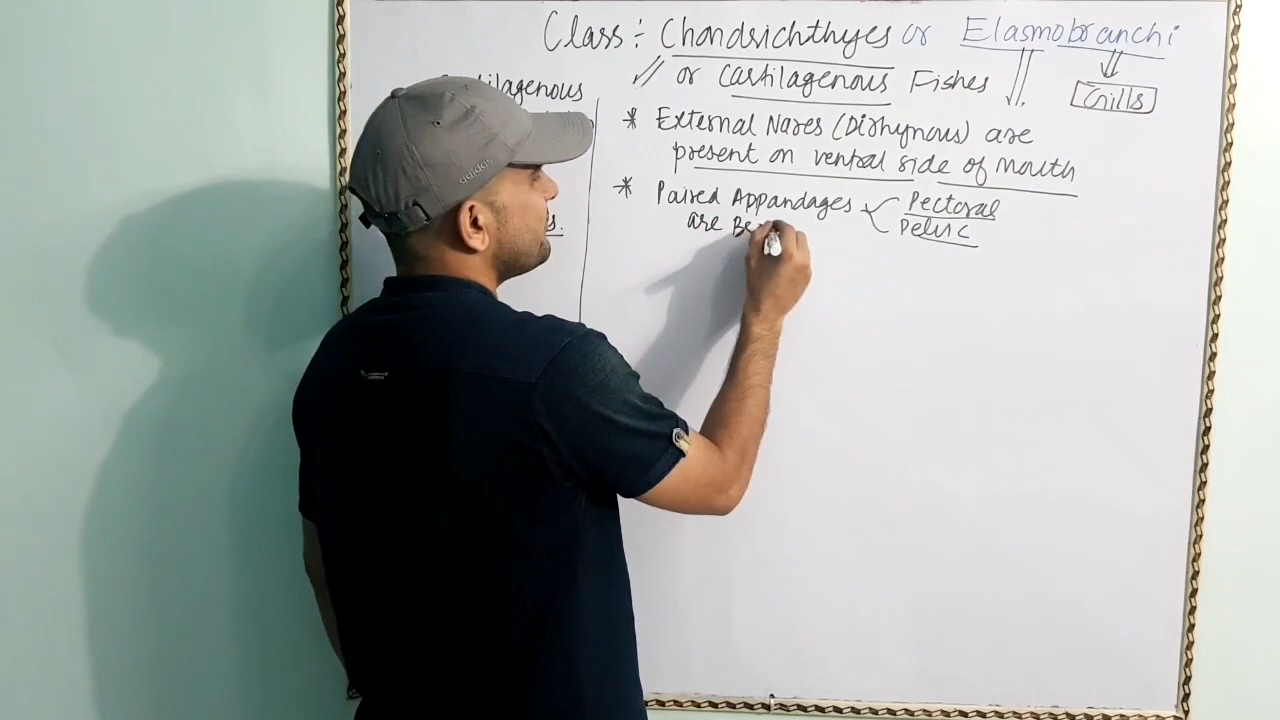 Class :- Chondrichthyes or Elasmobranchi
or Cartilagenous Fishes
Gills
* External Nares (Dirhynous) are
present on ventral side of mouth
* Paired Appandages
Pectoral
Pelvic
are
adidas